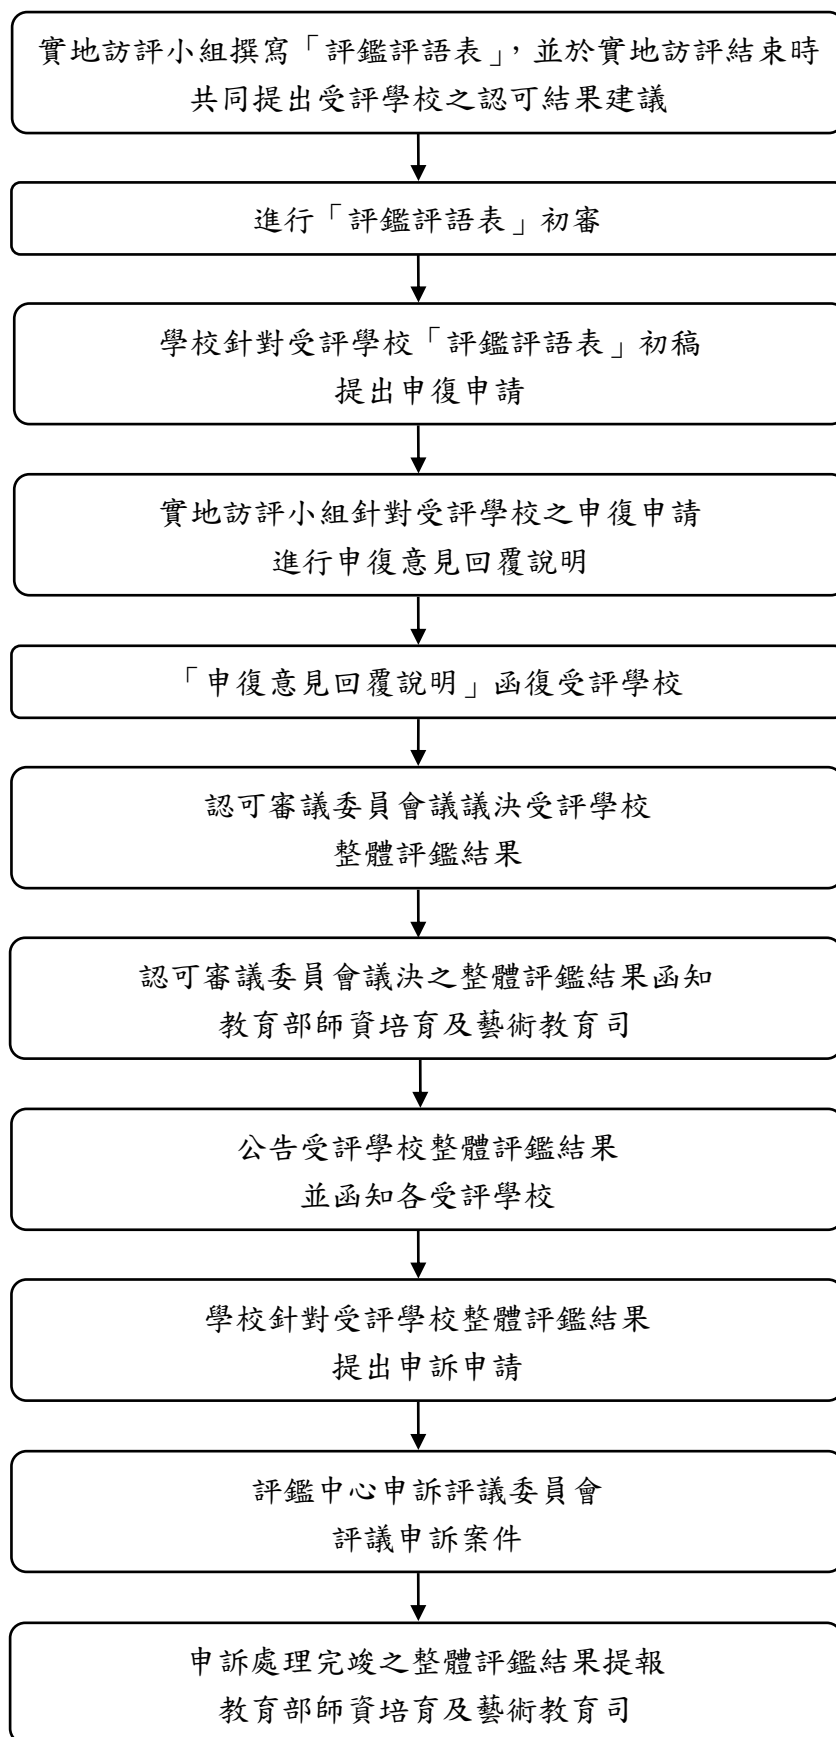 實地訪評小組撰寫「評鑑評語表」，並於實地訪評結束時
共同提出受評學校之認可結果建議
進行「評鑑評語表」初審
學校針對受評學校「評鑑評語表」初稿
提出申復申請
實地訪評小組針對受評學校之申復申請
進行申復意見回覆說明
「申復意見回覆說明」函復受評學校
認可審議委員會議議決受評學校
整體評鑑結果
認可審議委員會議決之整體評鑑結果函知
教育部師資培育及藝術教育司
公告受評學校整體評鑑結果
並函知各受評學校
學校針對受評學校整體評鑑結果
提出申訴申請
評鑑中心申訴評議委員會
評議申訴案件
申訴處理完竣之整體評鑑結果提報
教育部師資培育及藝術教育司